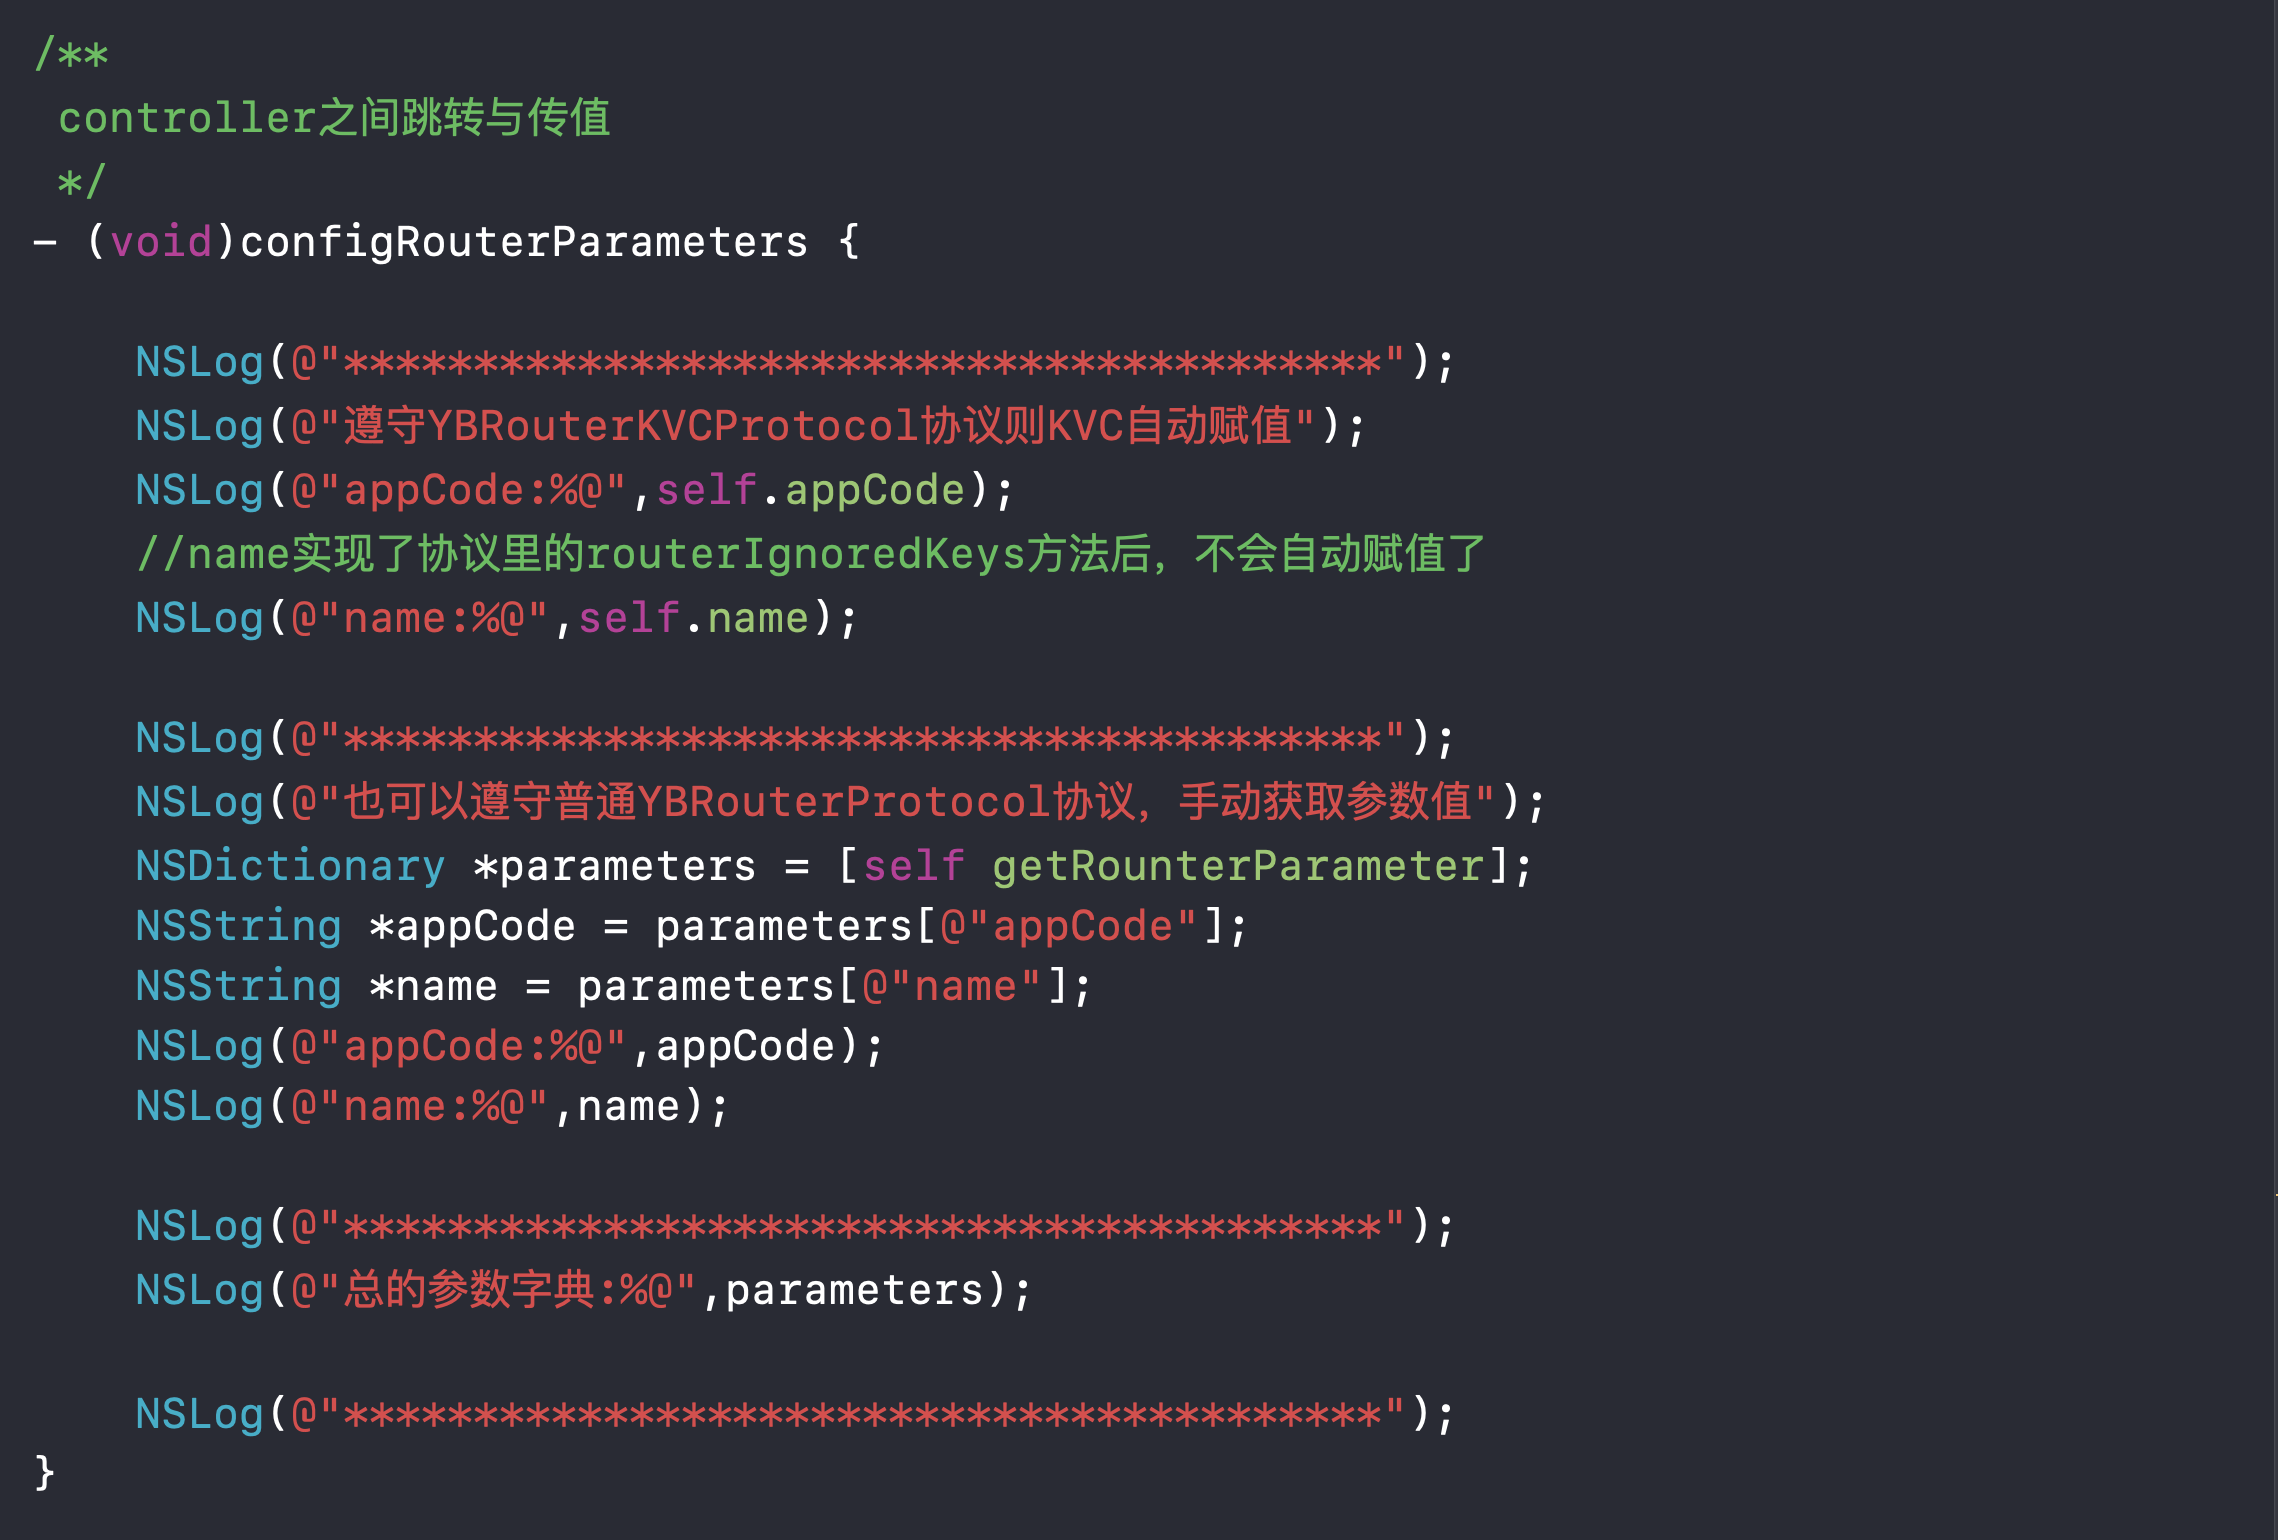 /**
 controller之间跳转与传值
 */
- (void)configRouterParameters {
    NSLog(@"****************************************");
    NSLog(@"遵守YBRouterKVCProtocol协议则KVC自动赋值");
    NSLog(@"appCode:%@",self.appCode);
    //name实现了协议里的routerIgnoredKeys方法后，不会自动赋值了
    NSLog(@"name:%@",self.name);
    NSLog(@"****************************************");
    NSLog(@"也可以遵守普通YBRouterProtocol协议，手动获取参数值");
    NSDictionary *parameters = [self getRounterParameter];
    NSString *appCode = parameters[@"appCode"];
    NSString *name = parameters[@"name"];
    NSLog(@"appCode:%@",appCode);
    NSLog(@"name:%@",name);
    NSLog(@"****************************************");
    NSLog(@"总的参数字典:%@",parameters);
    NSLog(@"****************************************");
}